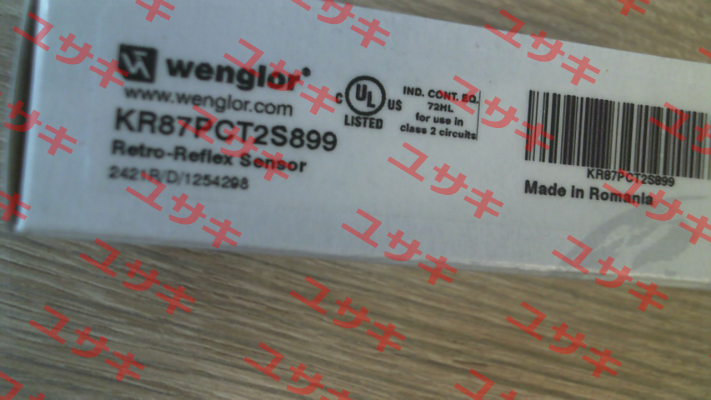 wenglor
www.wenglor.com
KR87PCT2S899
Retro-Reflex Sensor
2421R/D/1254298
C UL US
LISTED
IND. CONT. EQ.
72HL
for use in
class 2 circuits
KR87PCT2S899
Made in Romania
ユサキ